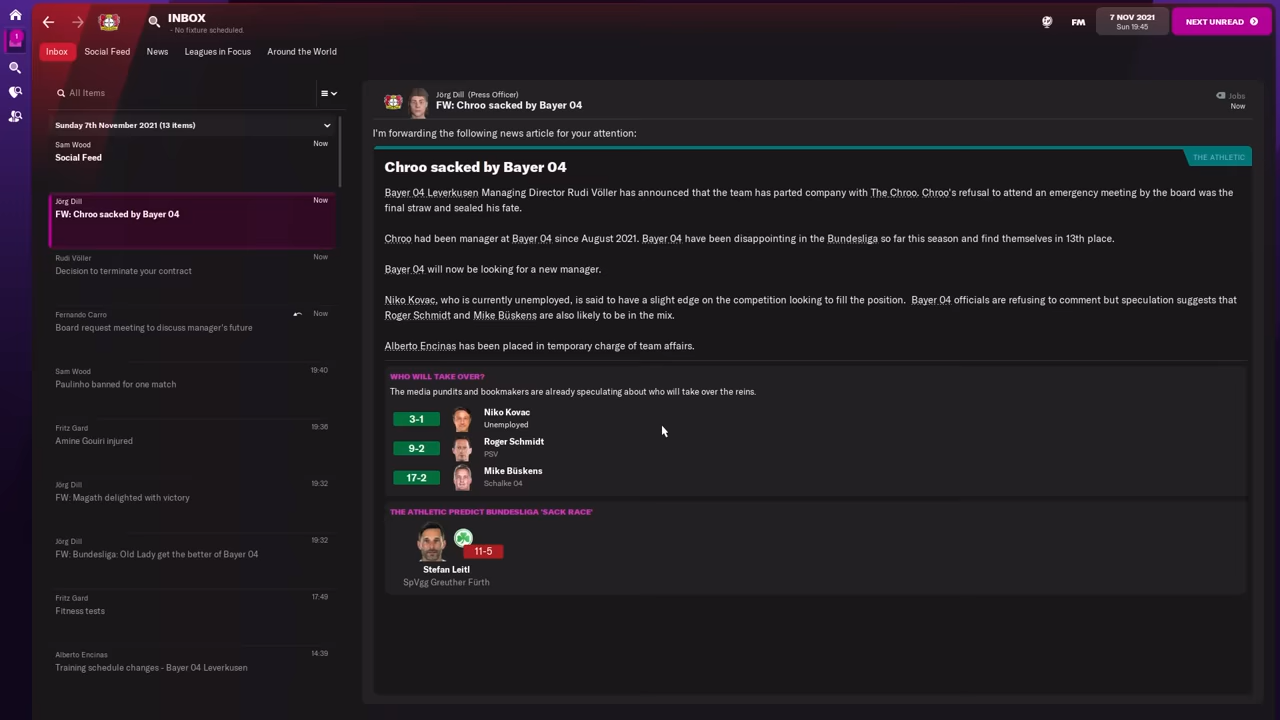 INBOX
- No fixture scheduled.
FM
7 NOV 2021
Sun 19:45
NEXT UNREAD
1
Inbox
Social Feed
News
Leagues in Focus
Around the World
All Items
Sunday 7th November 2021 (13 items)
Sam Wood
Now
Social Feed
Jörg Dill
Now
FW: Chroo sacked by Bayer 04
Rudi Völler
Now
Decision to terminate your contract
Fernando Carro
Now
Board request meeting to discuss manager's future
Sam Wood
19:40
Paulinho banned for one match
Fritz Gard
19:36
Amine Gouiri injured
Jörg Dill
19:32
FW: Magath delighted with victory
Jörg Dill
19:32
FW: Bundesliga: Old Lady get the better of Bayer 04
Fritz Gard
17:49
Fitness tests
Alberto Encinas
14:39
Training schedule changes - Bayer 04 Leverkusen
Jörg Dill (Press Officer)
FW: Chroo sacked by Bayer 04
Jobs
Now
I'm forwarding the following news article for your attention:
Chroo sacked by Bayer 04
THE ATHLETIC
Bayer 04 Leverkusen Managing Director Rudi Völler has announced that the team has parted company with The Chroo. Chroo's refusal to attend an emergency meeting by the board was the
final straw and sealed his fate.
Chroo had been manager at Bayer 04 since August 2021. Bayer 04 have been disappointing in the Bundesliga so far this season and find themselves in 13th place.
Bayer 04 will now be looking for a new manager.
Niko Kovac, who is currently unemployed, is said to have a slight edge on the competition looking to fill the position. Bayer 04 officials are refusing to comment but speculation suggests that
Roger Schmidt and Mike Büskens are also likely to be in the mix.
Alberto Encinas has been placed in temporary charge of team affairs.
WHO WILL TAKE OVER?
The media pundits and bookmakers are already speculating about who will take over the reins.
3-1
Niko Kovac
Unemployed
9-2
Roger Schmidt
PSV
17-2
Mike Büskens
Schalke 04
THE ATHLETIC PREDICT BUNDESLIGA 'SACK RACE'
11-5
Stefan Leitl
SpVgg Greuther Fürth